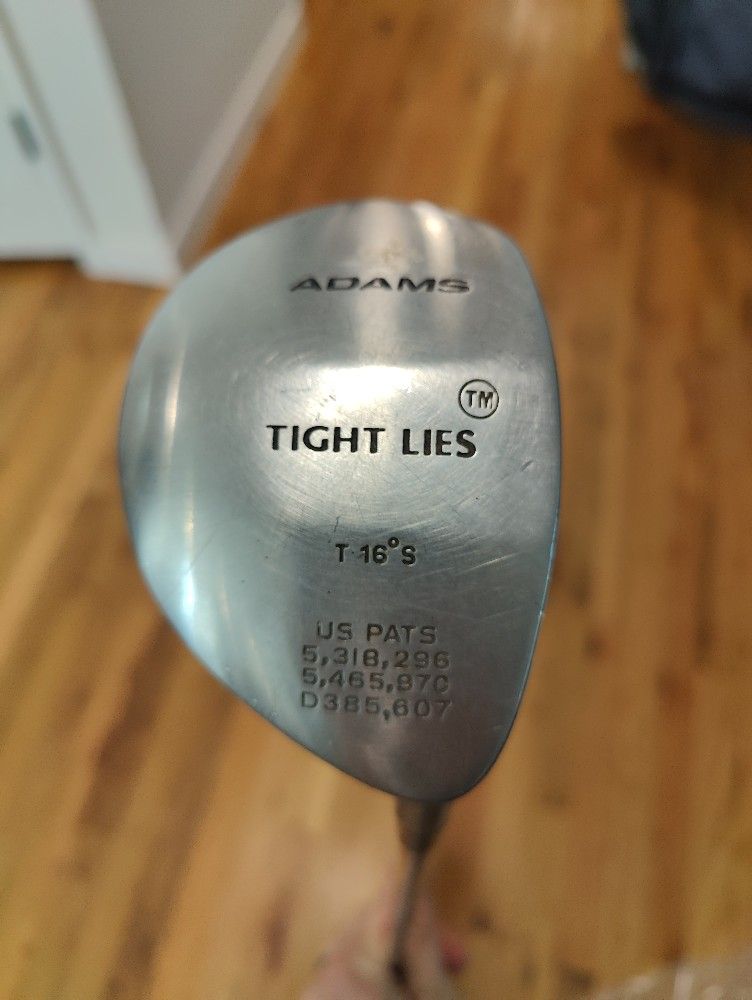 ADAMS
TM
TIGHT LIES
T·16°S
US PATS
5,318,296
5,465,970
D385,607